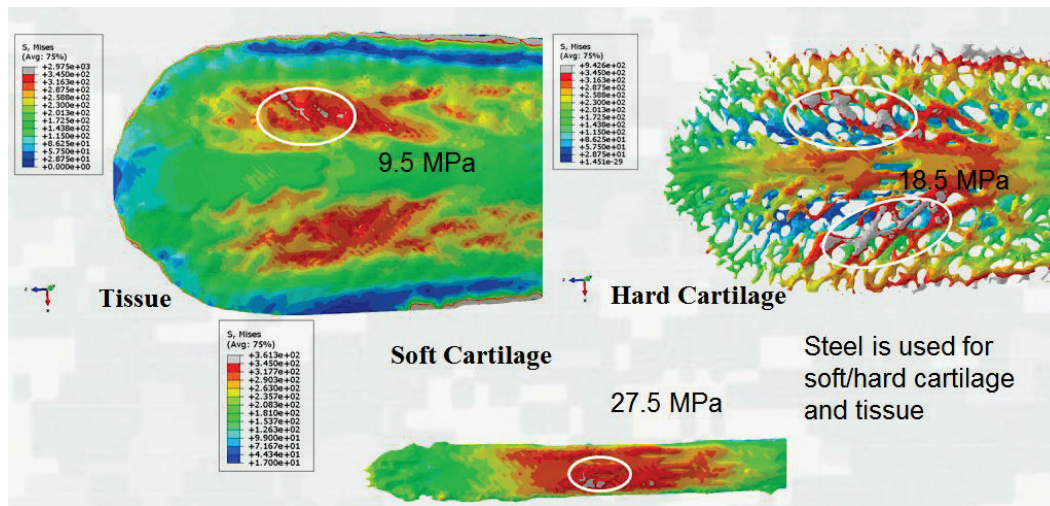 S, Mises
(Avg: 75%)
+2.975e+03
+3.450e+02
+3.163e+02
+2.875e+02
+2.588e+02
+2.300e+02
+2.013e+02
+1.725e+02
+1.438e+02
+1.150e+02
+8.625e+01
+5.750e+01
+2.875e+01
+0.000e+00
9.5 MPa
Tissue
S, Mises
(Avg: 75%)
+9.426e+02
+3.450e+02
+3.163e+02
+2.875e+02
+2.588e+02
+2.300e+02
+2.013e+02
+1.725e+02
+1.438e+02
+1.150e+02
+8.625e+01
+5.750e+01
+2.875e+01
+1.451e-29
18.5 MPa
Hard Cartilage
S, Mises
(Avg: 75%)
+3.613e+02
+3.450e+02
+3.177e+02
+2.903e+02
+2.630e+02
+2.357e+02
+2.083e+02
+1.810e+02
+1.537e+02
+1.263e+02
+9.900e+01
+7.167e+01
+4.434e+01
+1.700e+01
Soft Cartilage
27.5 MPa
Steel is used for
soft/hard cartilage
and tissue